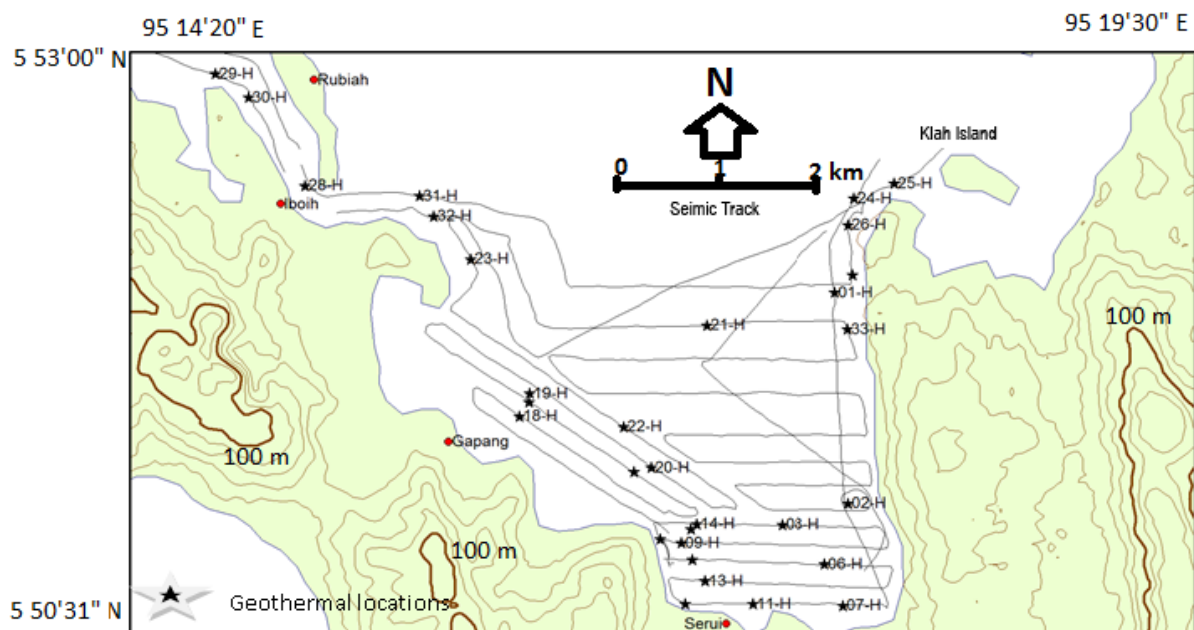 95 14'20" E
95 19'30" E
5 53'00" N
29-H
Rubiah
30-H
N
Klah Island
0 1 2 km
28-H
25-H
Iboih
31-H
24-H
Seimic Track
32-H
26-H
23-H
01-H
100 m
21-H
33-H
19-H
18-H
22-H
Gapang
100 m
20-H
02-H
14-H
03-H
09-H
100 m
06-H
13-H
Geothermal locations
11-H
07-H
5 50'31" N
Serui